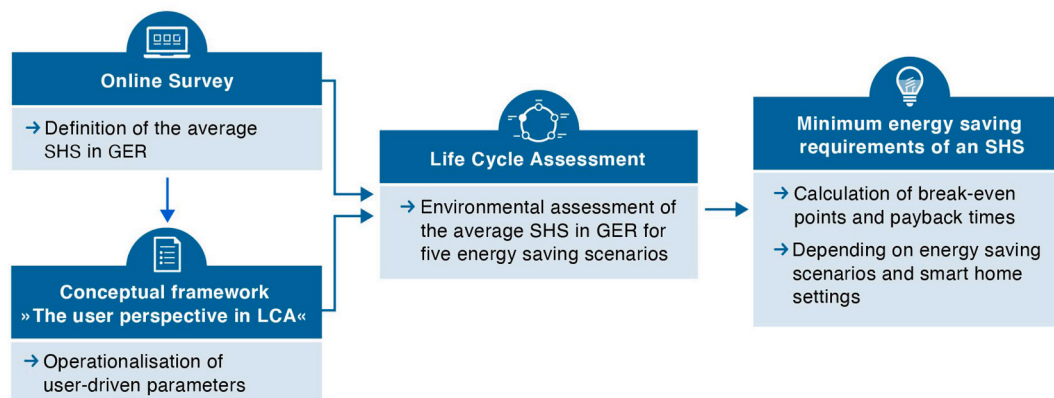 Online Survey
→ Definition of the average
SHS in GER
Conceptual framework
»The user perspective in LCA«
→ Operationalisation of
user-driven parameters
Life Cycle Assessment
→ Environmental assessment of
the average SHS in GER for
five energy saving scenarios
Minimum energy saving
requirements of an SHS
→ Calculation of break-even
points and payback times
→ Depending on energy saving
scenarios and smart home
settings